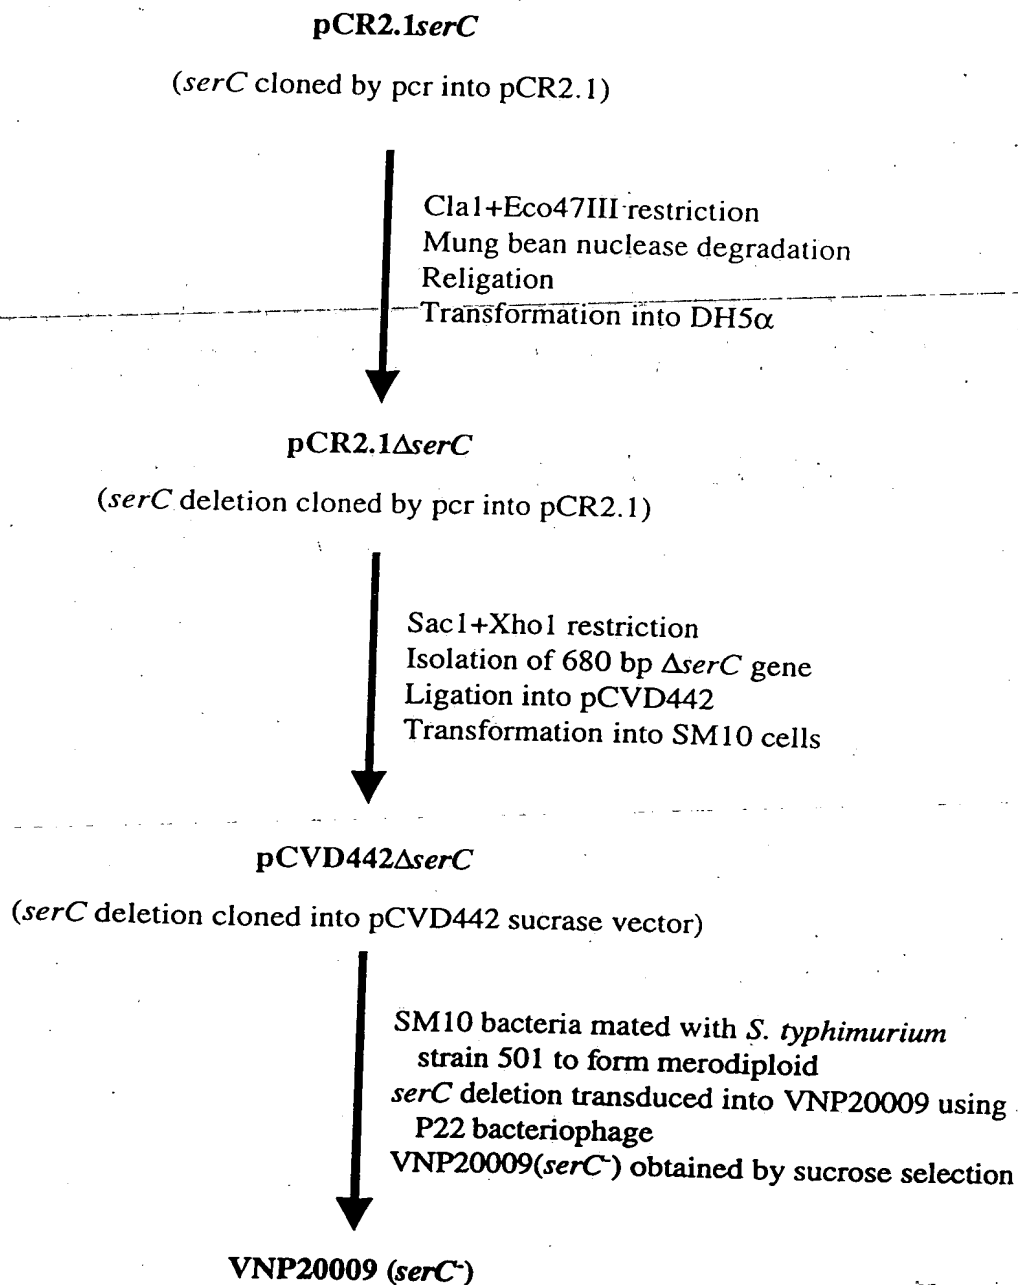 pCR2.1serC
(serC cloned by pcr into pCR2.1)
Cla1+Eco47III restriction
Mung bean nuclease degradation
Religation
Transformation into DH5α
pCR2.1ΔserC
(serC deletion cloned by pcr into pCR2.1)
Sac1+Xho1 restriction
Isolation of 680 bp ΔserC gene
Ligation into pCVD442
Transformation into SM10 cells
pCVD442ΔserC
(serC deletion cloned into pCVD442 sucrase vector)
SM10 bacteria mated with S. typhimurium
strain 501 to form merodiploid
serC deletion transduced into VNP20009 using
P22 bacteriophage
VNP20009(serC⁻) obtained by sucrose selection
VNP20009 (serC⁻)